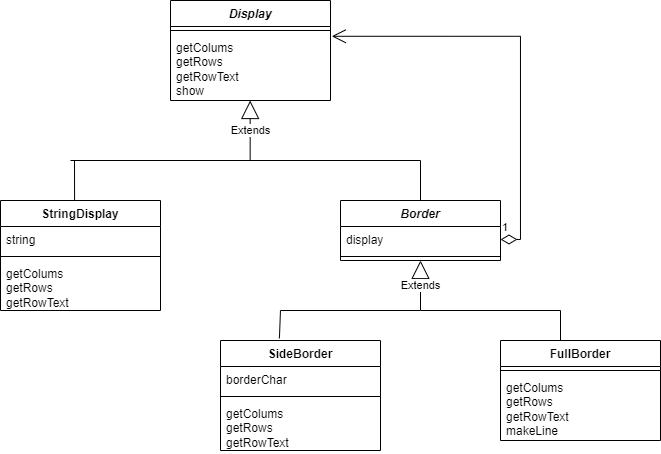 Display
getColums
getRows
getRowText
show
Extends
StringDisplay
string
getColums
getRows
getRowText
Border
display
1
Extends
SideBorder
borderChar
getColums
getRows
getRowText
FullBorder
getColums
getRows
getRowText
makeLine